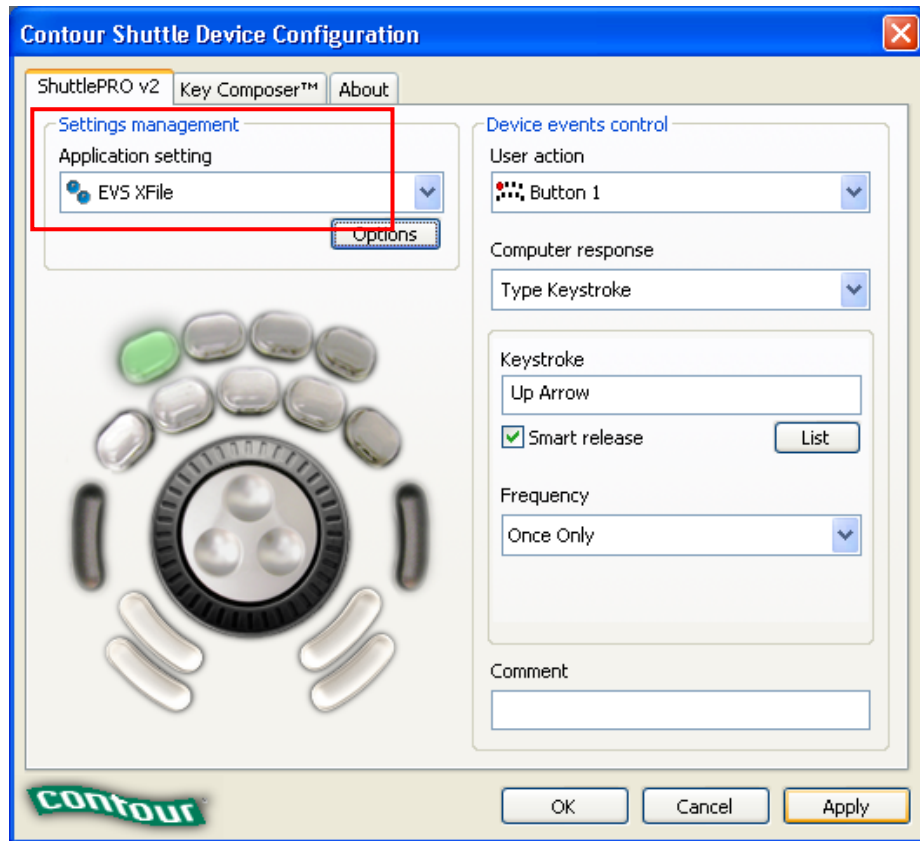 Contour Shuttle Device Configuration
ShuttlePRO v2
Key Composer™
About
Settings management
Application setting
EVS XFile
Options
Device events control
User action
Button 1
Computer response
Type Keystroke
Keystroke
Up Arrow
Smart release
List
Frequency
Once Only
Comment
contour
OK
Cancel
Apply